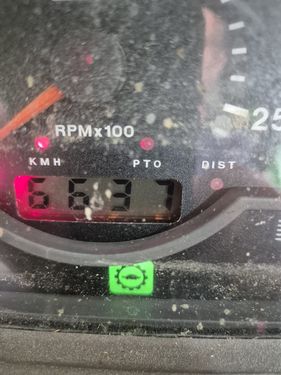 25
RPMx100
KMH PTO DIST
6637